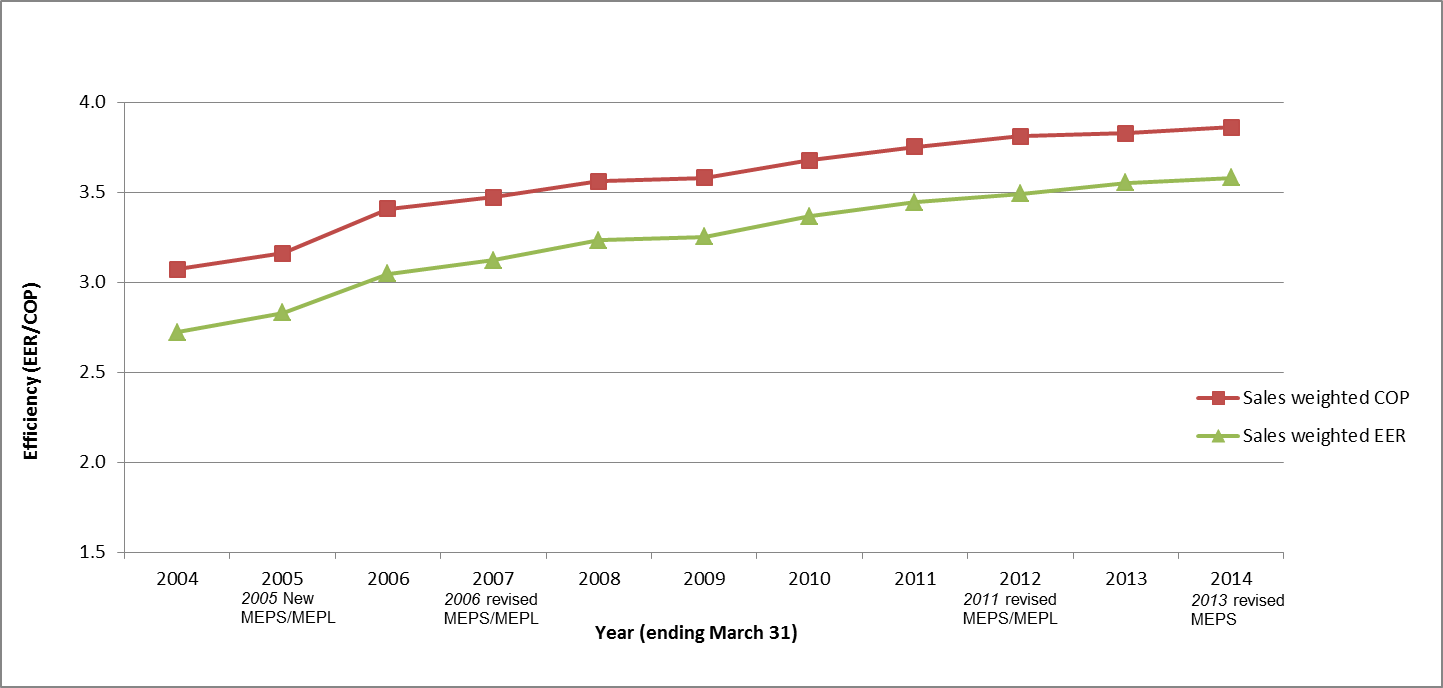 4.0
3.5
3.0
2.5
2.0
1.5
Efficiency (EER/COP)
Sales weighted COP
Sales weighted EER
2004 2005 2006 2007 2008 2009 2010 2011 2012 2013 2014
2005 New
MEPS/MEPL
2006 revised
MEPS/MEPL
2011 revised
MEPS/MEPL
2013 revised
MEPS
Year (ending March 31)